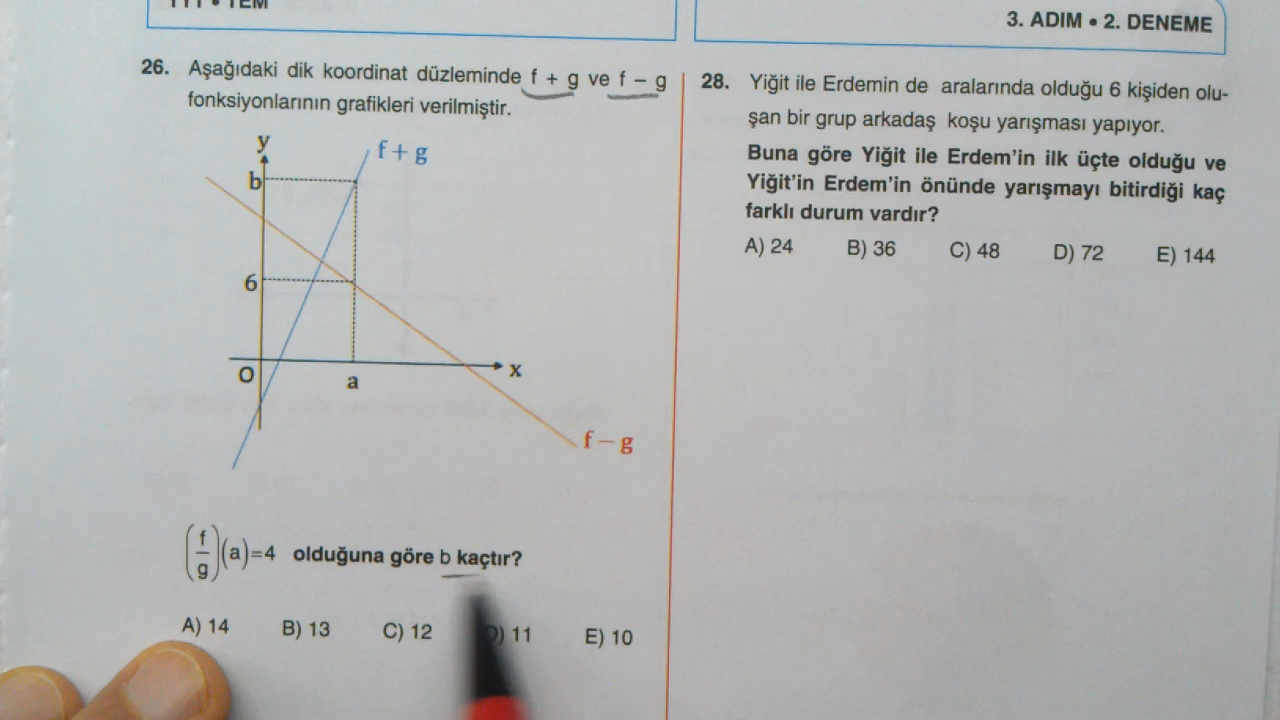 TYT • TEM
3. ADIM • 2. DENEME
26. Aşağıdaki dik koordinat düzleminde f + g ve f − g
fonksiyonlarının grafikleri verilmiştir.
y
f + g
b
6
O
a
x
f − g
(f/g)(a)=4 olduğuna göre b kaçtır?
A) 14 B) 13 C) 12 D) 11 E) 10
28. Yiğit ile Erdemin de aralarında olduğu 6 kişiden olu-
şan bir grup arkadaş koşu yarışması yapıyor.
Buna göre Yiğit ile Erdem'in ilk üçte olduğu ve
Yiğit'in Erdem'in önünde yarışmayı bitirdiği kaç
farklı durum vardır?
A) 24 B) 36 C) 48 D) 72 E) 144